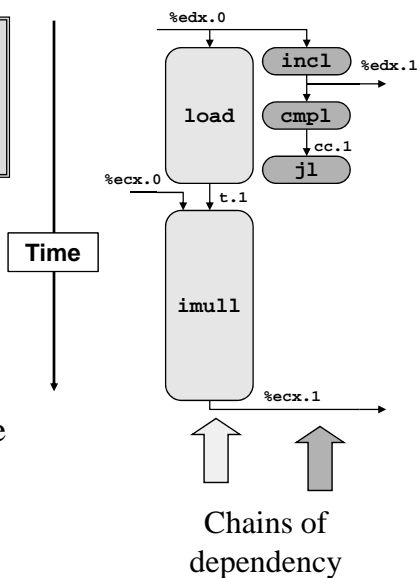 %edx.0
incl
%edx.1
load
cmpl
cc.1
jl
%ecx.0
t.1
Time
imull
%ecx.1
e
Chains of
dependency